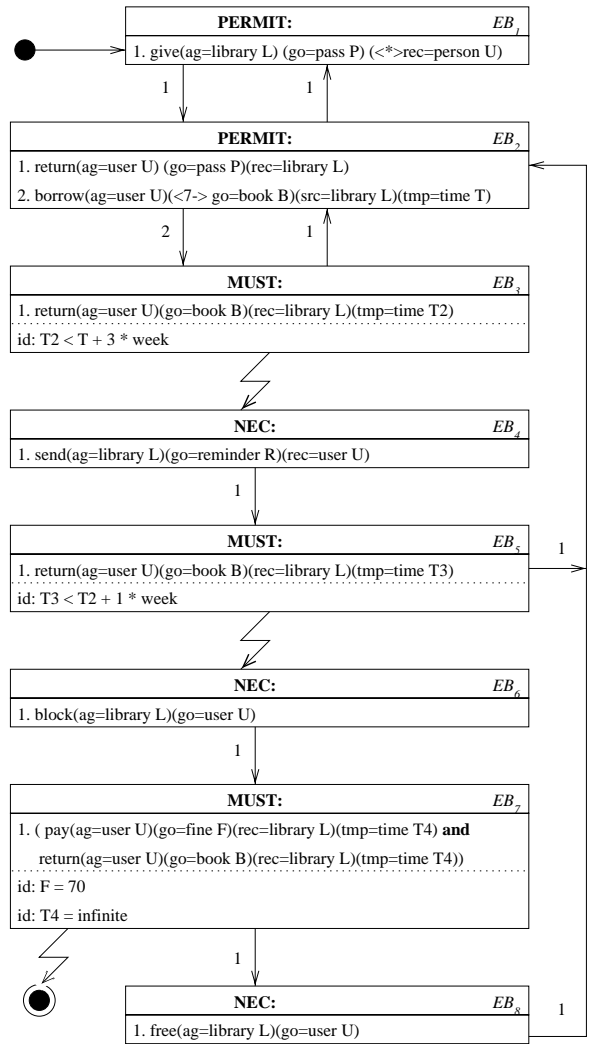 PERMIT: EB1
1. give(ag=library L) (go=pass P) (<*>rec=person U)
1 1
PERMIT: EB2
1. return(ag=user U) (go=pass P)(rec=library L)
2. borrow(ag=user U)(<7-> go=book B)(src=library L)(tmp=time T)
2 1
MUST: EB3
1. return(ag=user U)(go=book B)(rec=library L)(tmp=time T2)
id: T2 < T + 3 * week
NEC: EB4
1. send(ag=library L)(go=reminder R)(rec=user U)
1
MUST: EB5
1
1. return(ag=user U)(go=book B)(rec=library L)(tmp=time T3)
id: T3 < T2 + 1 * week
NEC: EB6
1. block(ag=library L)(go=user U)
1
MUST: EB7
1. ( pay(ag=user U)(go=fine F)(rec=library L)(tmp=time T4) and
return(ag=user U)(go=book B)(rec=library L)(tmp=time T4))
id: F = 70
id: T4 = infinite
1
NEC: EB8
1
1. free(ag=library L)(go=user U)